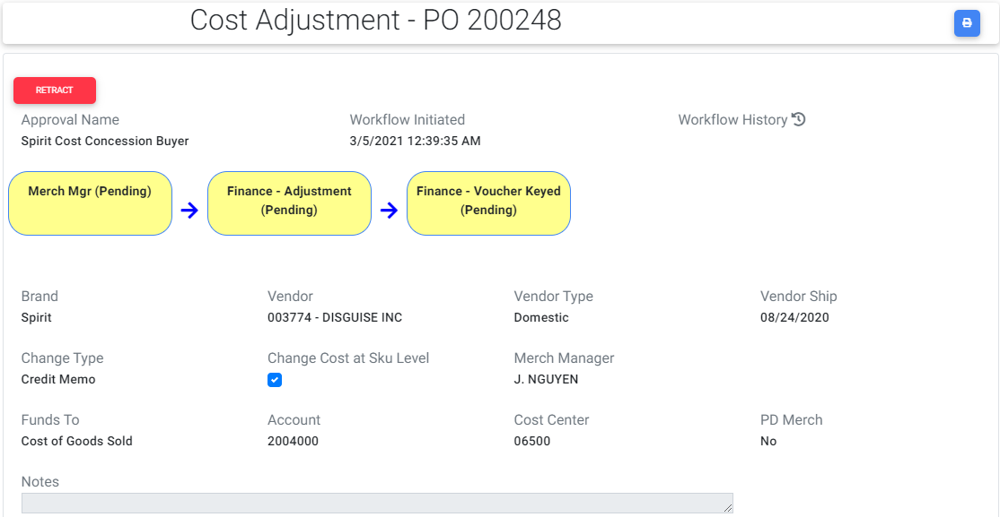 Cost Adjustment - PO 200248
RETRACT
Approval Name Workflow Initiated Workflow History
Spirit Cost Concession Buyer 3/5/2021 12:39:35 AM
Merch Mgr (Pending) Finance - Adjustment Finance - Voucher Keyed
(Pending) (Pending)
Brand Vendor Vendor Type Vendor Ship
Spirit 003774 - DISGUISE INC Domestic 08/24/2020
Change Type Change Cost at Sku Level Merch Manager
Credit Memo J. NGUYEN
Funds To Account Cost Center PD Merch
Cost of Goods Sold 2004000 06500 No
Notes